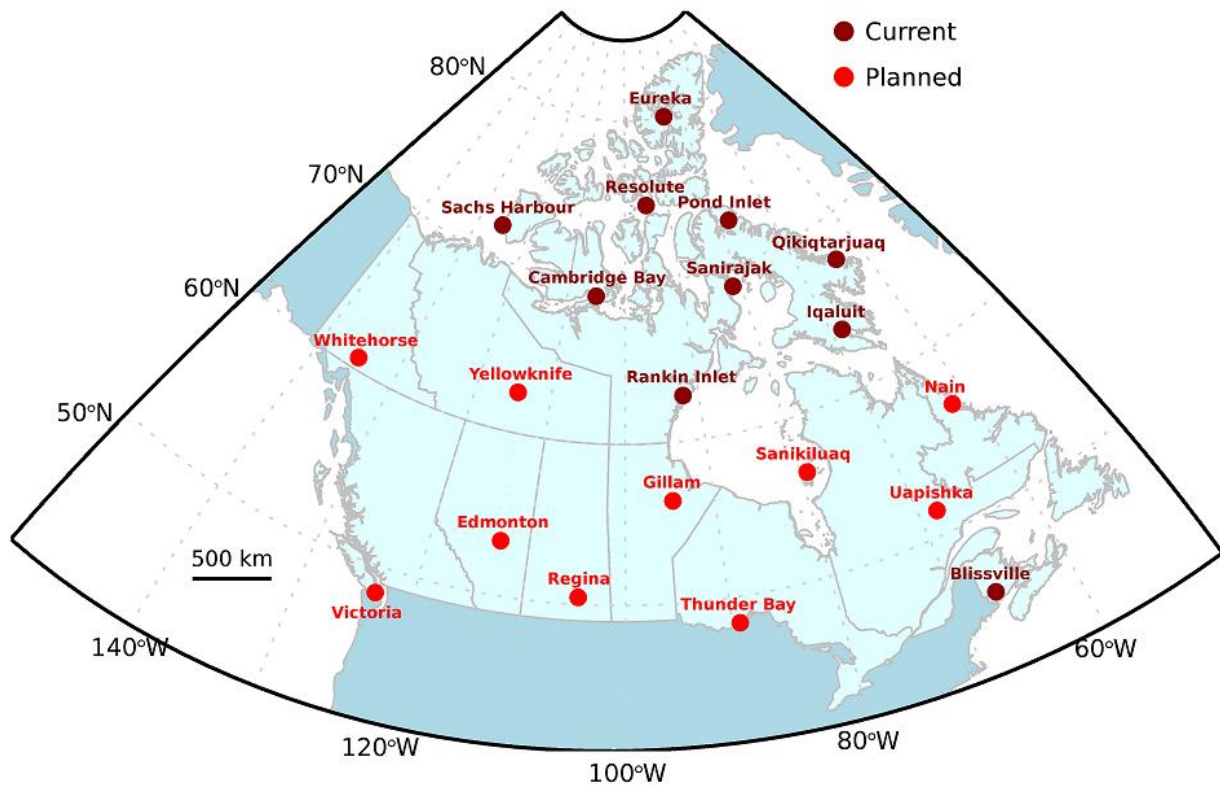 Current
Planned
80°N
70°N
60°N
50°N
Eureka
Resolute
Pond Inlet
Sachs Harbour
Qikiqtarjuaq
Cambridge Bay
Sanirajak
Iqaluit
Whitehorse
Yellowknife
Rankin Inlet
Nain
Sanikiluaq
Gillam
Uapishka
Edmonton
500 km
Regina
Blissville
Victoria
Thunder Bay
140°W
120°W
100°W
80°W
60°W